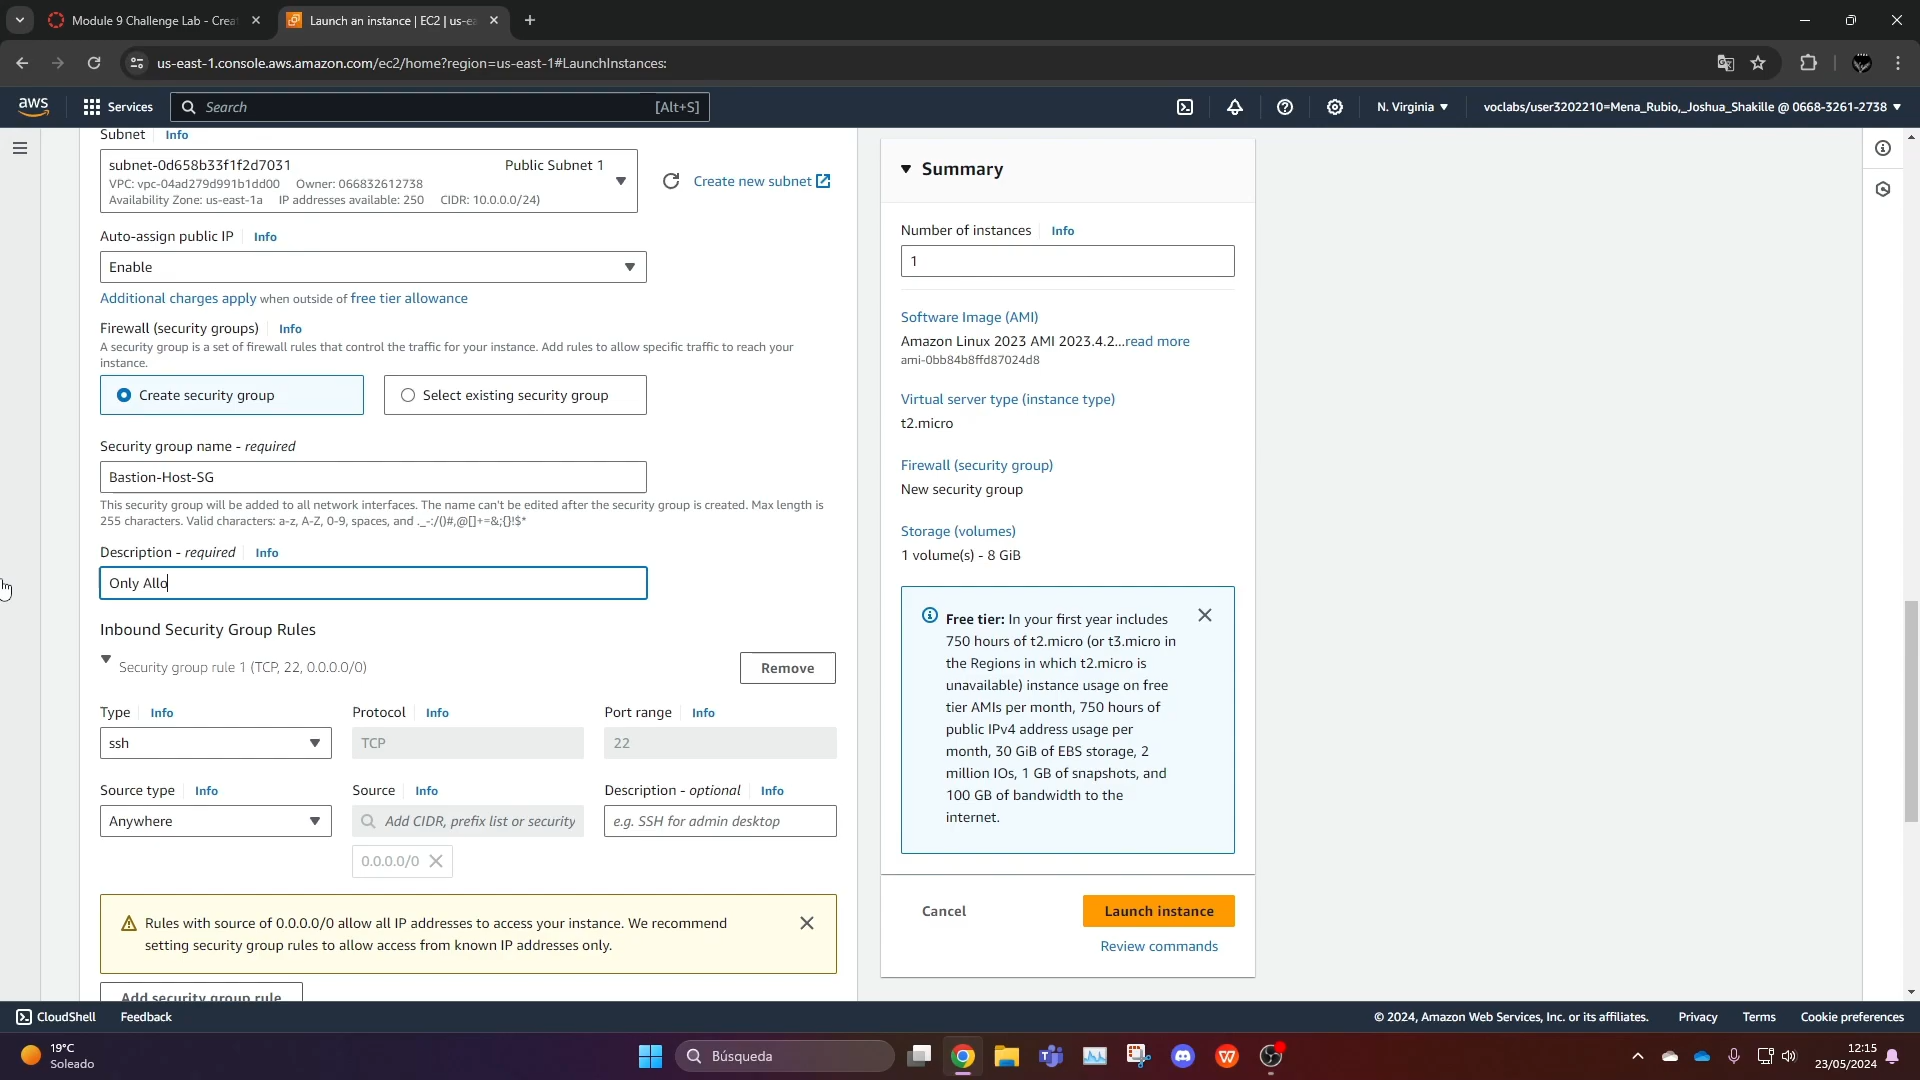 Module 9 Challenge Lab - Crea
Launch an instance | EC2 | us-ea
us-east-1.console.aws.amazon.com/ec2/home?region=us-east-1#LaunchInstances:
aws
Services
Search
[Alt+S]
N. Virginia
voclabs/user3202210=Mena_Rubio,_Joshua_Shakille @ 0668-3261-2738
Subnet
Info
subnet-0d658b33f1f2d7031
Public Subnet 1
VPC: vpc-04ad279d991b1dd00 Owner: 066832612738
Availability Zone: us-east-1a IP addresses available: 250 CIDR: 10.0.0.0/24)
Create new subnet
Auto-assign public IP
Info
Enable
Additional charges apply when outside of free tier allowance
Firewall (security groups)
Info
A security group is a set of firewall rules that control the traffic for your instance. Add rules to allow specific traffic to reach your
instance.
Create security group
Select existing security group
Security group name - required
Bastion-Host-SG
This security group will be added to all network interfaces. The name can't be edited after the security group is created. Max length is
255 characters. Valid characters: a-z, A-Z, 0-9, spaces, and ._-:/()#,@[]+=&;{}!$*
Description - required
Info
Only Allo
Inbound Security Group Rules
Security group rule 1 (TCP, 22, 0.0.0.0/0)
Remove
Type
Info
Protocol
Info
Port range
Info
ssh
TCP
22
Source type
Info
Source
Info
Description - optional
Info
Anywhere
Add CIDR, prefix list or security
e.g. SSH for admin desktop
0.0.0.0/0
Rules with source of 0.0.0.0/0 allow all IP addresses to access your instance. We recommend
setting security group rules to allow access from known IP addresses only.
Add security group rule
Summary
Number of instances
Info
1
Software Image (AMI)
Amazon Linux 2023 AMI 2023.4.2...read more
ami-0bb84b8ffd87024d8
Virtual server type (instance type)
t2.micro
Firewall (security group)
New security group
Storage (volumes)
1 volume(s) - 8 GiB
Free tier: In your first year includes
750 hours of t2.micro (or t3.micro in
the Regions in which t2.micro is
unavailable) instance usage on free
tier AMIs per month, 750 hours of
public IPv4 address usage per
month, 30 GiB of EBS storage, 2
million IOs, 1 GB of snapshots, and
100 GB of bandwidth to the
internet.
Cancel
Launch instance
Review commands
CloudShell
Feedback
© 2024, Amazon Web Services, Inc. or its affiliates.
Privacy
Terms
Cookie preferences
19°C
Soleado
Búsqueda
12:15
23/05/2024